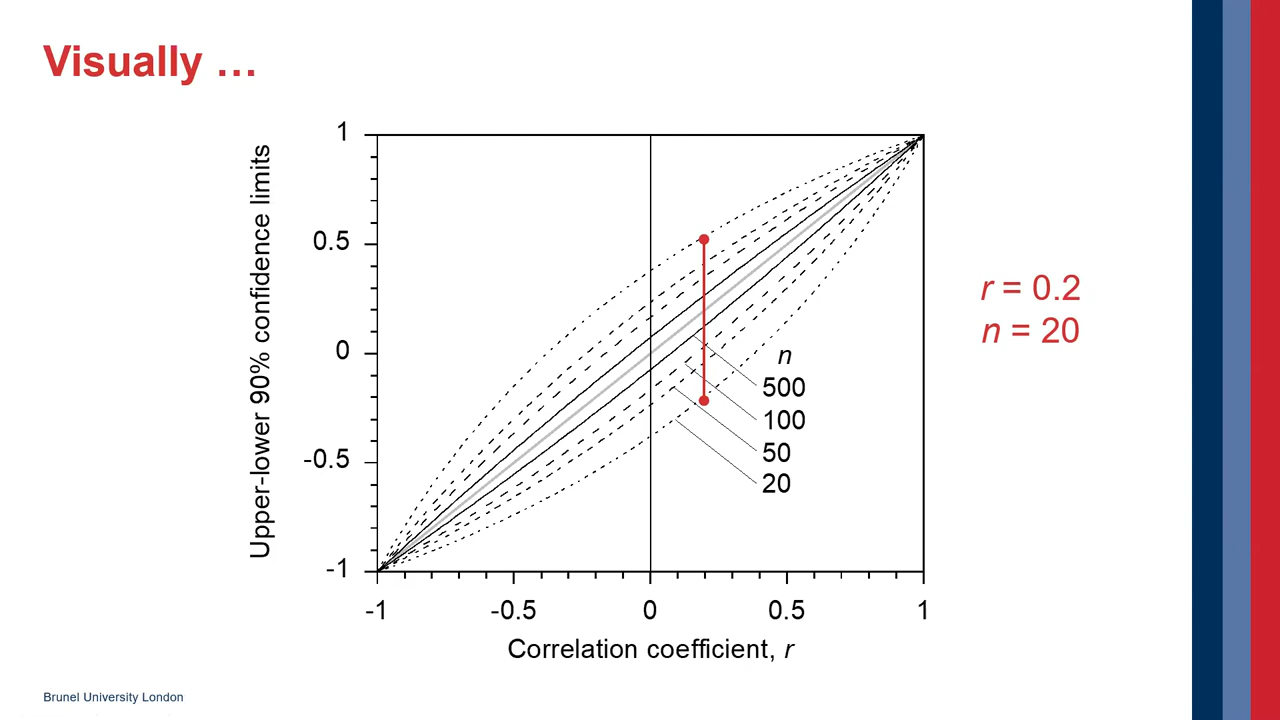 Visually …
Upper-lower 90% confidence limits
1
0.5
0
-0.5
-1
n
500
100
50
20
-1
-0.5
0
0.5
1
Correlation coefficient, r
r = 0.2
n = 20
Brunel University London